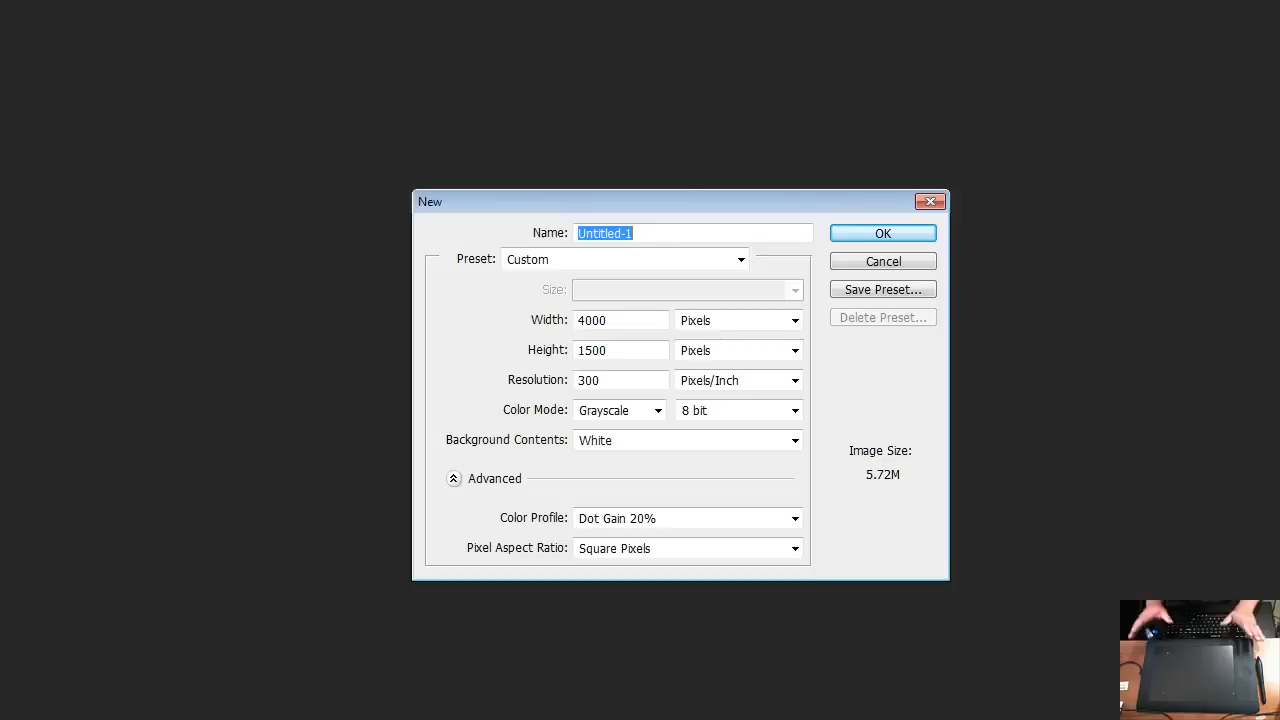 New
Name: Untitled-1
OK
Preset: Custom
Cancel
Size:
Save Preset...
Width: 4000 Pixels
Delete Preset...
Height: 1500 Pixels
Resolution: 300 Pixels/Inch
Color Mode: Grayscale 8 bit
Background Contents: White
Image Size:
5.72M
Advanced
Color Profile: Dot Gain 20%
Pixel Aspect Ratio: Square Pixels